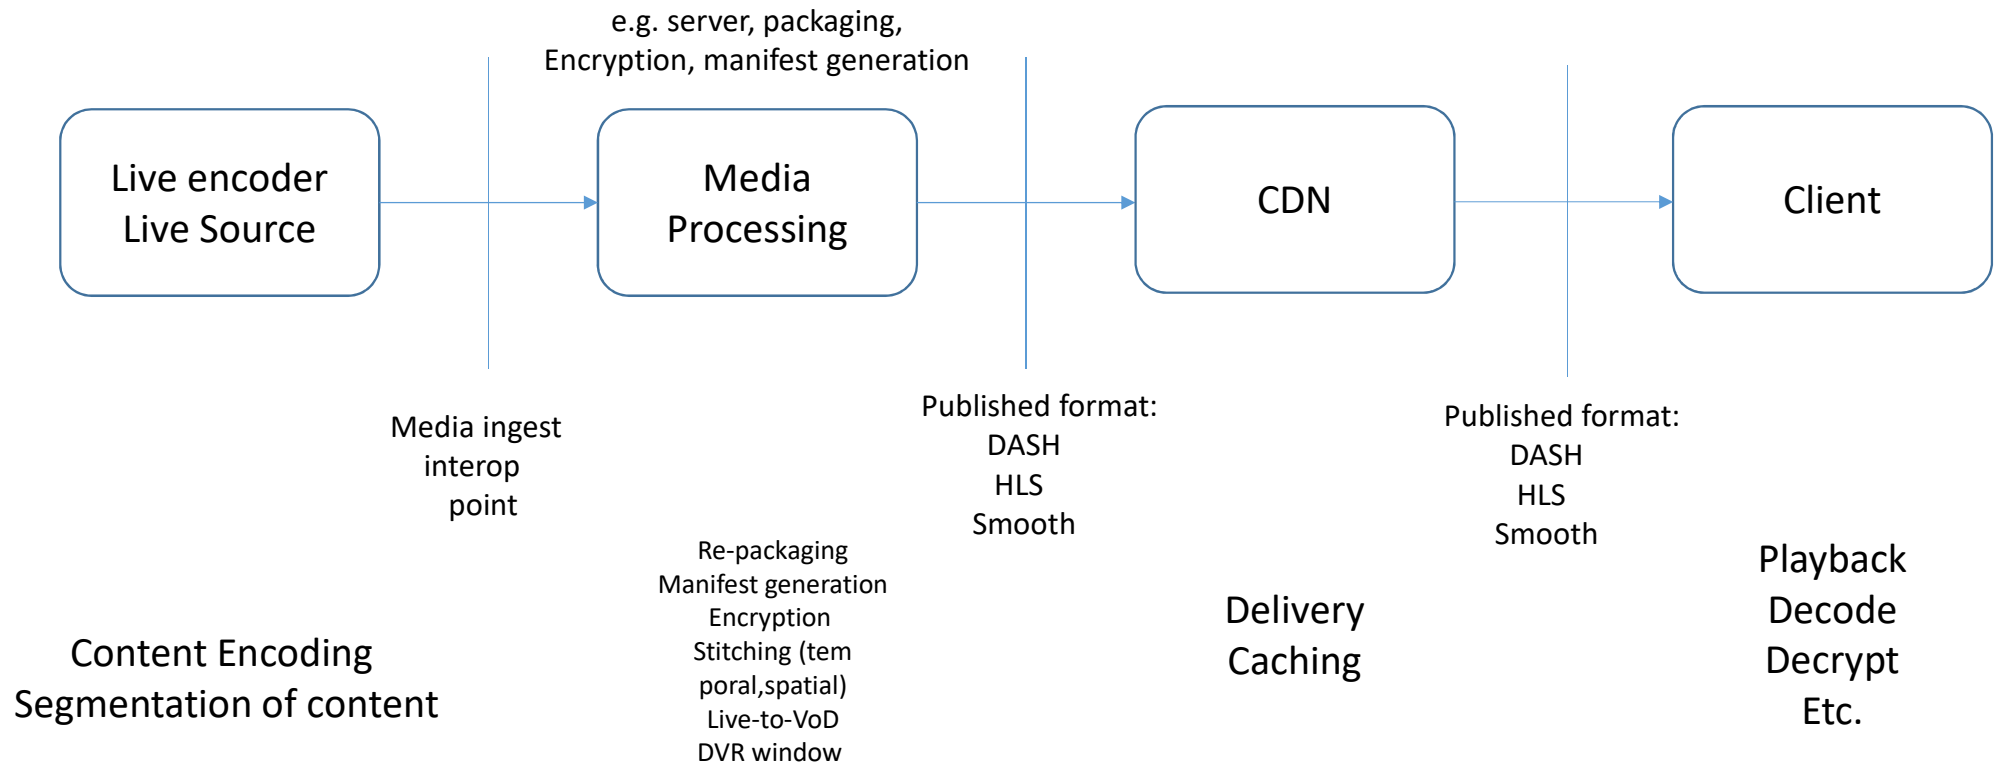 e.g. server, packaging,
Encryption, manifest generation
Live encoder
Live Source
Media
Processing
CDN
Client
Media ingest
interop
point
Published format:
DASH
HLS
Smooth
Published format:
DASH
HLS
Smooth
Content Encoding
Segmentation of content
Re-packaging
Manifest generation
Encryption
Stitching (tem
poral,spatial)
Live-to-VoD
DVR window
Delivery
Caching
Playback
Decode
Decrypt
Etc.